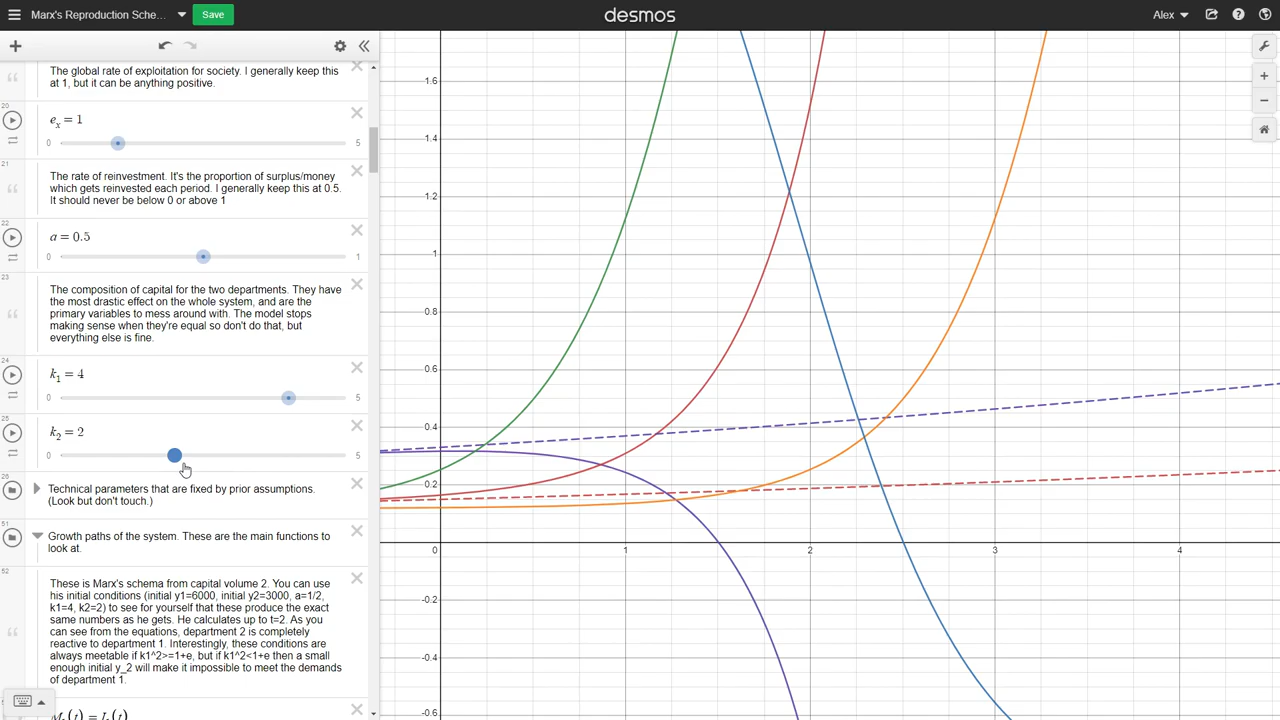 Marx's Reproduction Sche...
Save
desmos
Alex
The global rate of exploitation for society. I generally keep this
at 1, but it can be anything positive.
20
eₓ = 1
0
5
21
The rate of reinvestment. It's the proportion of surplus/money
which gets reinvested each period. I generally keep this at 0.5.
It should never be below 0 or above 1
22
a = 0.5
0
1
23
The composition of capital for the two departments. They have
the most drastic effect on the whole system, and are the
primary variables to mess around with. The model stops
making sense when they're equal so don't do that, but
everything else is fine.
24
k₁ = 4
0
5
25
k₂ = 2
0
5
26
Technical parameters that are fixed by prior assumptions.
(Look but don't touch.)
51
Growth paths of the system. These are the main functions to
look at.
52
These is Marx's schema from capital volume 2. You can use
his initial conditions (initial y1=6000, initial y2=3000, a=1/2,
k1=4, k2=2) to see for yourself that these produce the exact
same numbers as he gets. He calculates up to t=2. As you
can see from the equations, department 2 is completely
reactive to department 1. Interestingly, these conditions are
always meetable if k1^2>=1+e, but if k1^2<1+e then a small
enough initial y_2 will make it impossible to meet the demands
of department 1.
1.6
1.4
1.2
1
0.8
0.6
0.4
0.2
0
1
2
3
4
-0.2
-0.4
-0.6